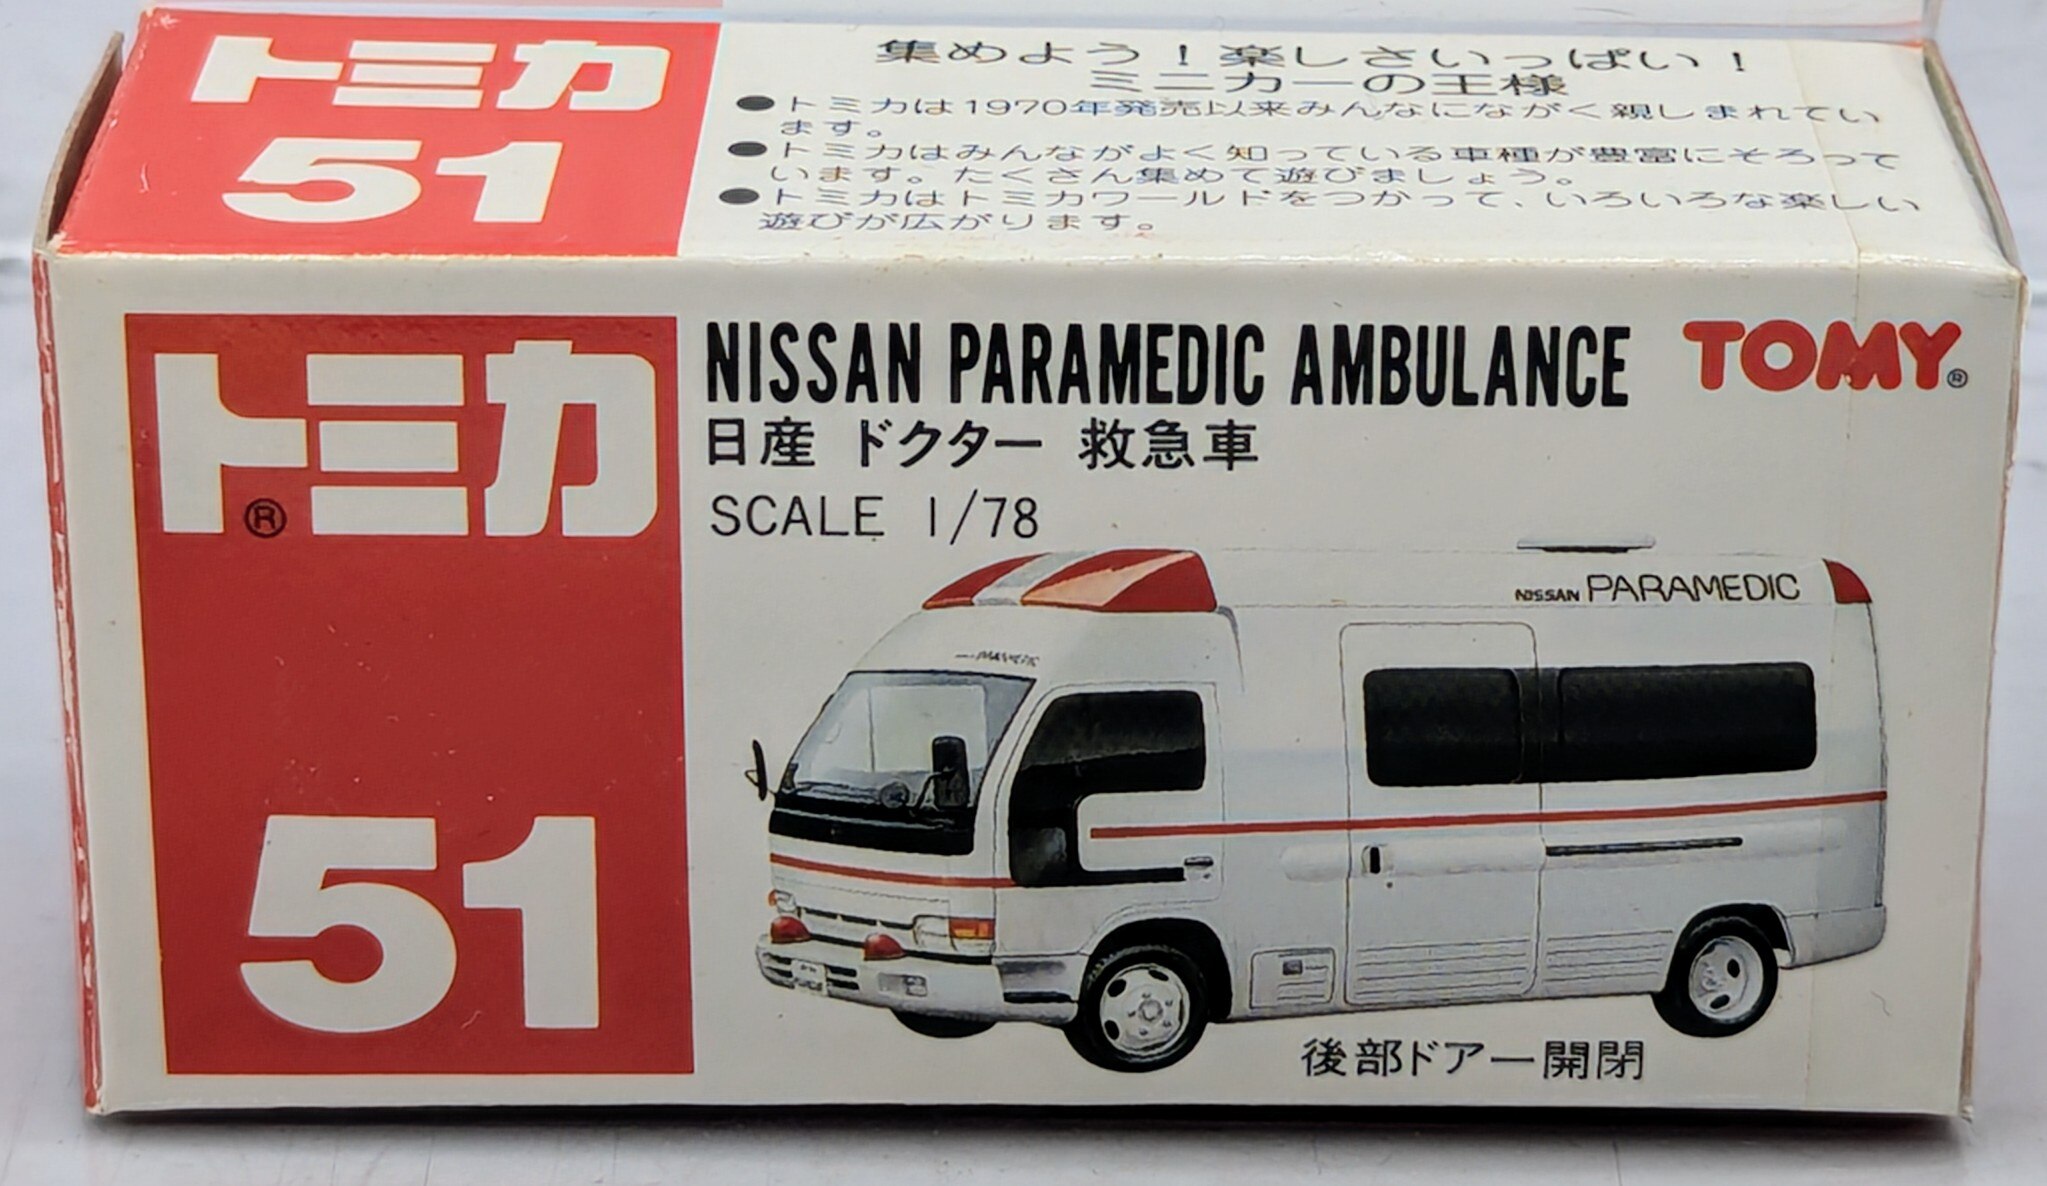 トミカ
51
集めよう！楽しさいっぱい！
ミニカーの王様
●トミカは1970年発売以来みんなにながく親しまれてい
ます。
●トミカはみんながよく知っている車種が豊富にそろって
います。たくさん集めて遊びましょう。
●トミカはトミカワールドをつかって、いろいろな楽しい
遊びが広がります。
トミカ®
51
NISSAN PARAMEDIC AMBULANCE
TOMY®
日産 ドクター 救急車
SCALE 1/78
NISSAN PARAMEDIC
後部ドアー開閉